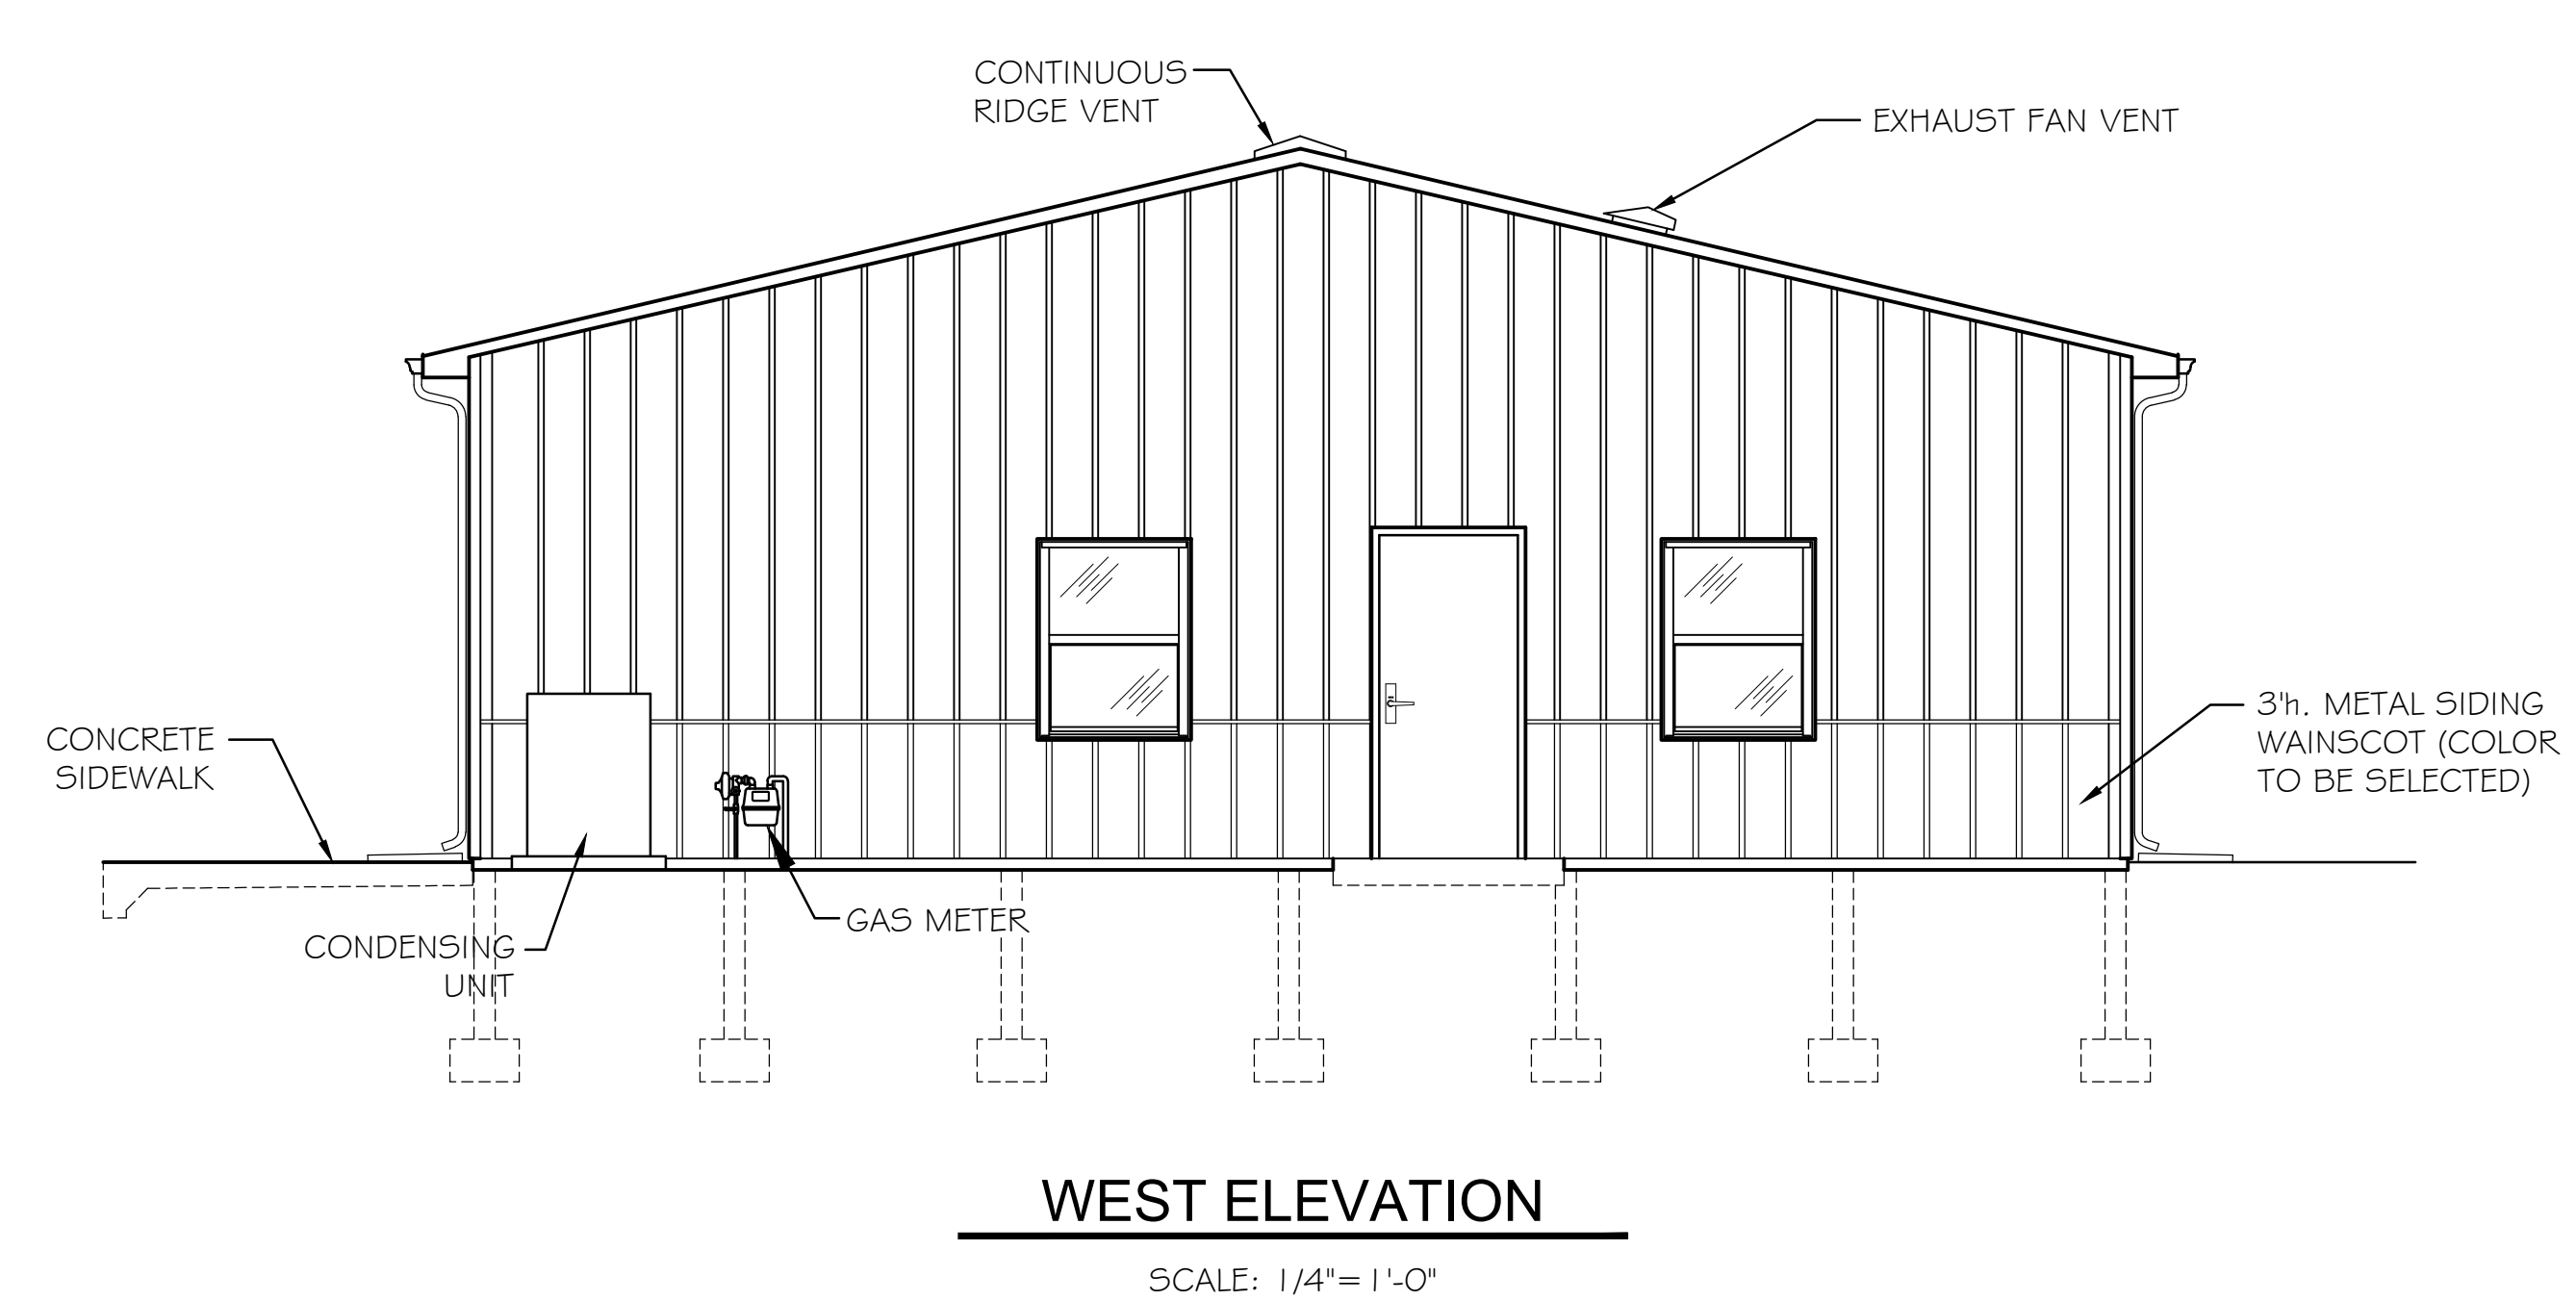 CONTINUOUS
RIDGE VENT
EXHAUST FAN VENT
3'h. METAL SIDING
WAINSCOT (COLOR
TO BE SELECTED)
CONCRETE
SIDEWALK
GAS METER
CONDENSING
UNIT
WEST ELEVATION
SCALE: 1/4"=1'-0"